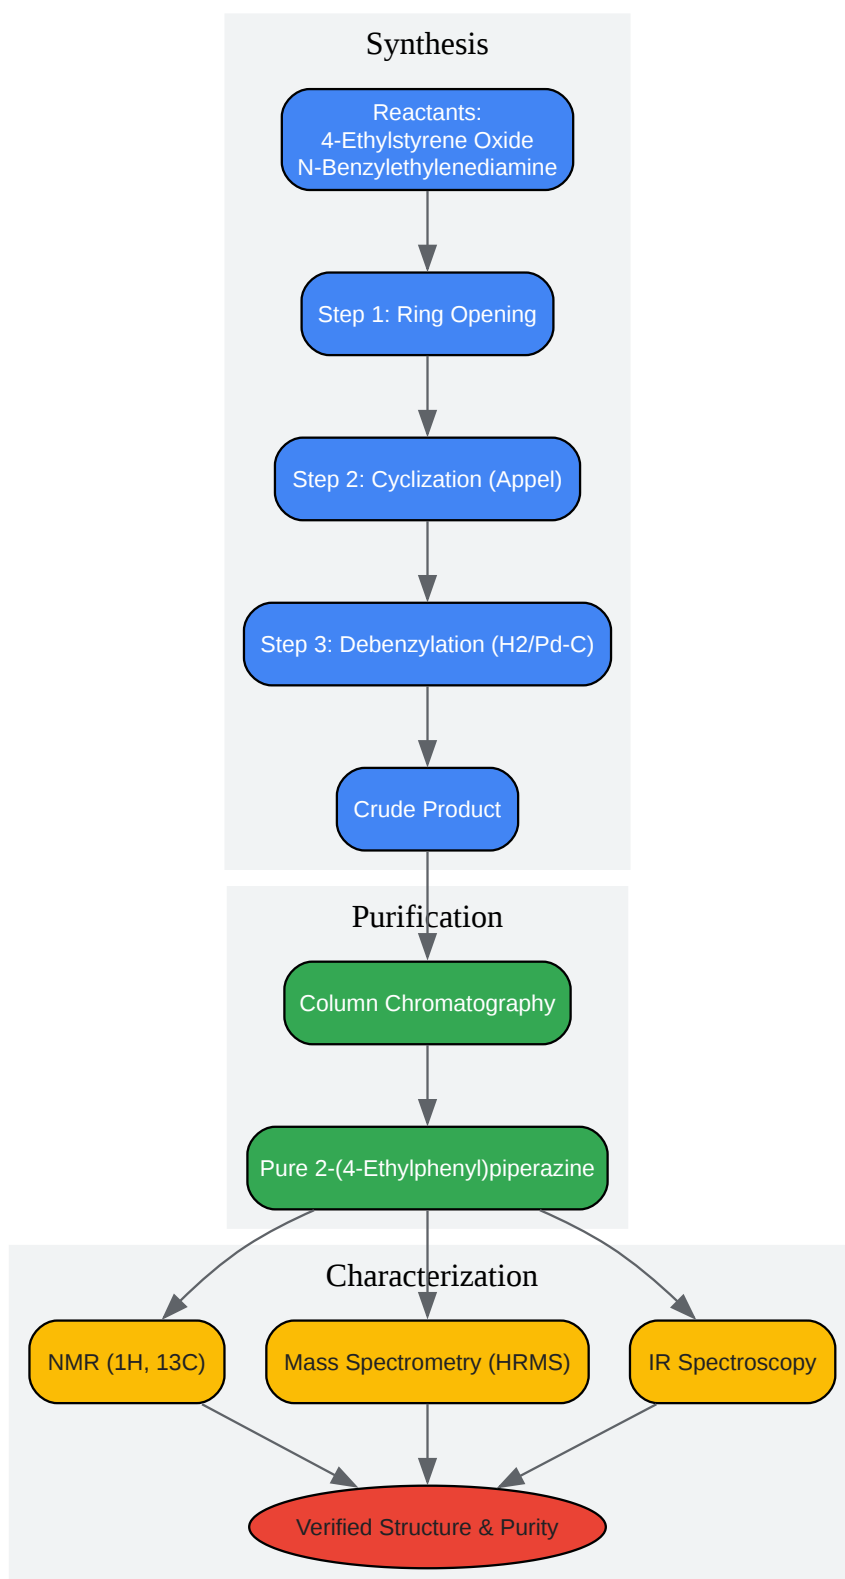 Synthesis
Reactants:
4-Ethylstyrene Oxide
N-Benzylethylenediamine
Step 1: Ring Opening
Step 2: Cyclization (Appel)
Step 3: Debenzylation (H2/Pd-C)
Crude Product
Purification
Column Chromatography
Pure 2-(4-Ethylphenyl)piperazine
Characterization
NMR (1H, 13C)
Mass Spectrometry (HRMS)
IR Spectroscopy
Verified Structure & Purity